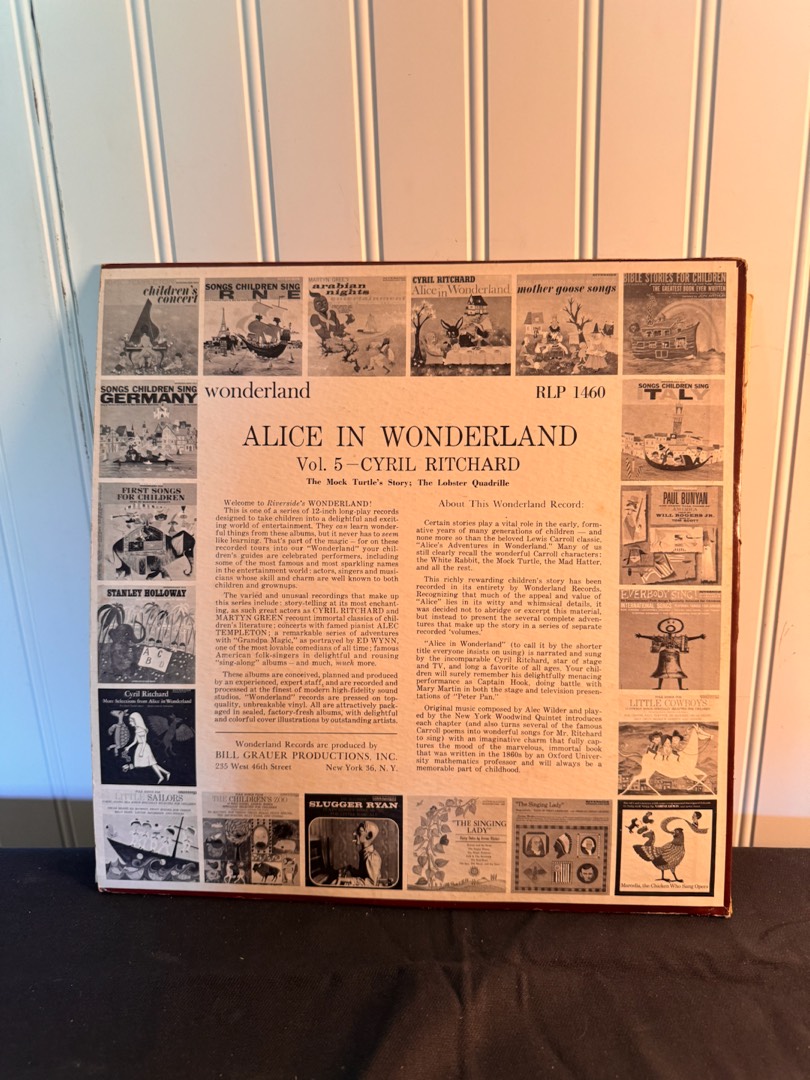 children's
concert
SONGS CHILDREN SING
arabian
nights
CYRIL RITCHARD
Alice in Wonderland
mother goose songs
BIBLE STORIES FOR CHILDREN
THE GREATEST BOOK EVER WRITTEN
SONGS CHILDREN SING
GERMANY
wonderland
RLP 1460
SONGS CHILDREN SING
ITALY
ALICE IN WONDERLAND
Vol. 5—CYRIL RITCHARD
The Mock Turtle's Story; The Lobster Quadrille
FIRST SONGS
FOR CHILDREN
STANLEY HOLLOWAY
A C
B
Cyril Ritchard
More Selections from Alice in Wonderland
Welcome to Riverside's WONDERLAND!
This is one of a series of 12-inch long-play records
designed to take children into a delightful and excit-
ing world of entertainment. They can learn wonder-
ful things from these albums, but it never has to seem
like learning. That's part of the magic — for on these
recorded tours into our "Wonderland" your chil-
dren's guides are celebrated performers, including
some of the most famous and most sparkling names
in the entertainment world: actors, singers and musi-
cians whose skill and charm are well known to both
children and grownups.
The varied and unusual recordings that make up
this series include: story-telling at its most enchant-
ing, as such great actors as CYRIL RITCHARD and
MARTYN GREEN recount immortal classics of chil-
dren's literature; concerts with famed pianist ALEC
TEMPLETON; a remarkable series of adventures
with "Grandpa Magic," as portrayed by ED WYNN,
one of the most lovable comedians of all time; famous
American folk-singers in delightful and rousing
"sing-along" albums — and much, much more.
These albums are conceived, planned and produced
by an experienced, expert staff, and are recorded and
processed at the finest of modern high-fidelity sound
studios. "Wonderland" records are pressed on top-
quality, unbreakable vinyl. All are attractively pack-
aged in sealed, factory-fresh albums, with delightful
and colorful cover illustrations by outstanding artists.
Wonderland Records are produced by
BILL GRAUER PRODUCTIONS, INC.
235 West 46th Street New York 36, N. Y.
About This Wonderland Record:
Certain stories play a vital role in the early, form-
ative years of many generations of children — and
none more so than the beloved Lewis Carroll classic,
"Alice's Adventures in Wonderland." Many of us
still clearly recall the wonderful Carroll characters:
the White Rabbit, the Mock Turtle, the Mad Hatter,
and all the rest.
This richly rewarding children's story has been
recorded in its entirety by Wonderland Records.
Recognizing that much of the appeal and value of
"Alice" lies in its witty and whimsical details, it
was decided not to abridge or excerpt this material,
but instead to present the several complete adven-
tures that make up the story in a series of separate
recorded 'volumes.'
"Alice in Wonderland" (to call it by the shorter
title everyone insists on using) is narrated and sung
by the incomparable Cyril Ritchard, star of stage
and TV, and long a favorite of all ages. Your chil-
dren will surely remember his delightfully menacing
performance as Captain Hook, doing battle with
Mary Martin in both the stage and television presen-
tations of "Peter Pan."
Original music composed by Alec Wilder and play-
ed by the New York Woodwind Quintet introduces
each chapter (and also turns several of the famous
Carroll poems into wonderful songs for Mr. Ritchard
to sing) with an imaginative charm that fully cap-
tures the mood of the marvelous, immortal book
that was written in the 1860s by an Oxford Univer-
sity mathematics professor and will always be a
memorable part of childhood.
PAUL BUNYAN
WILL ROGERS JR.
EVERYBODY SING!
INTERNATIONAL SONGS
LITTLE COWBOYS
LITTLE SAILORS
THE CHILDREN'S ZOO
SLUGGER RYAN
"THE SINGING
LADY"
"The Singing Lady"
Marvelia, the Chicken Who Sang Opera